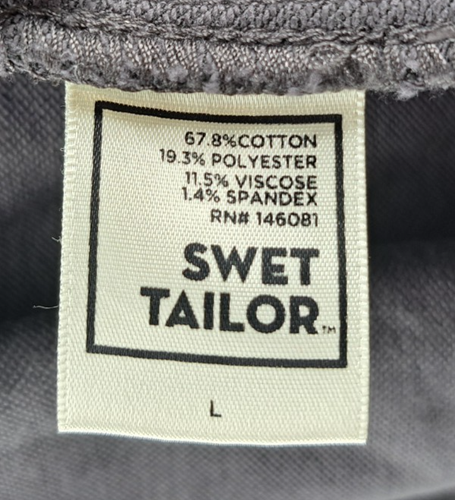 67.8%COTTON
19.3% POLYESTER
11.5% VISCOSE
1.4% SPANDEX
RN# 146081
SWET
TAILOR™
L